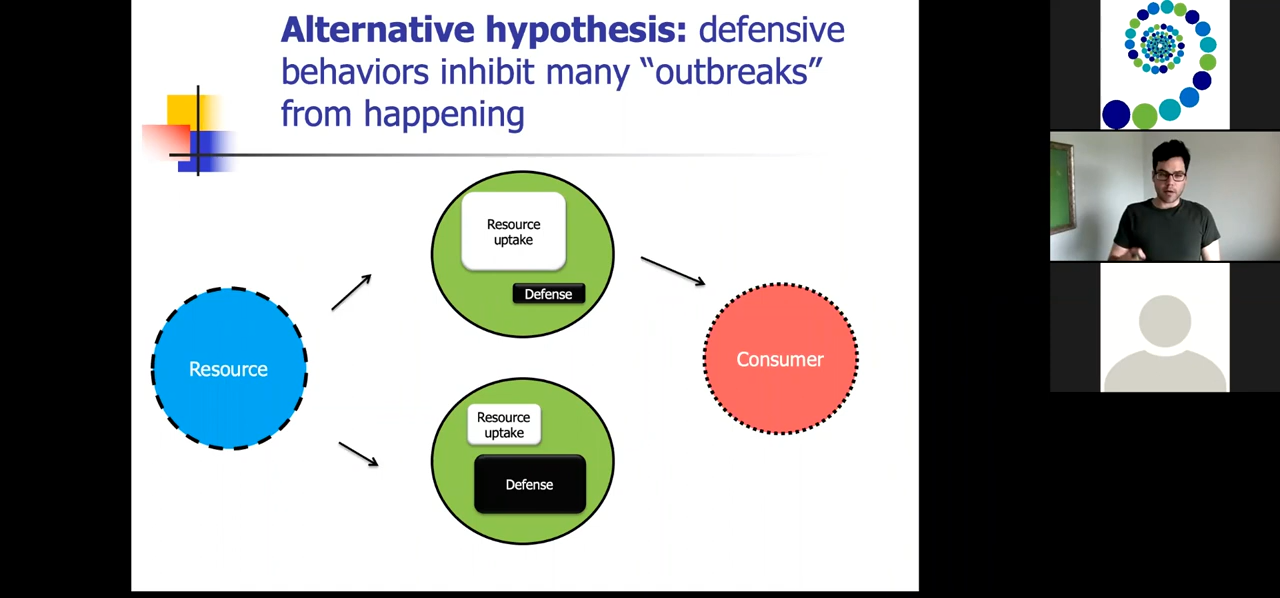 Alternative hypothesis: defensive
behaviors inhibit many “outbreaks”
from happening
Resource
uptake
Defense
Resource
Consumer
Resource
uptake
Defense